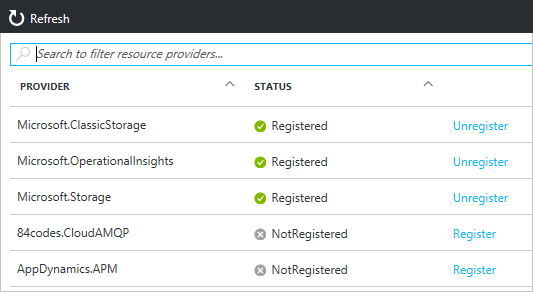 Refresh
Search to filter resource providers...
PROVIDER STATUS
Microsoft.ClassicStorage Registered Unregister
Microsoft.OperationalInsights Registered Unregister
Microsoft.Storage Registered Unregister
84codes.CloudAMQP NotRegistered Register
AppDynamics.APM NotRegistered Register